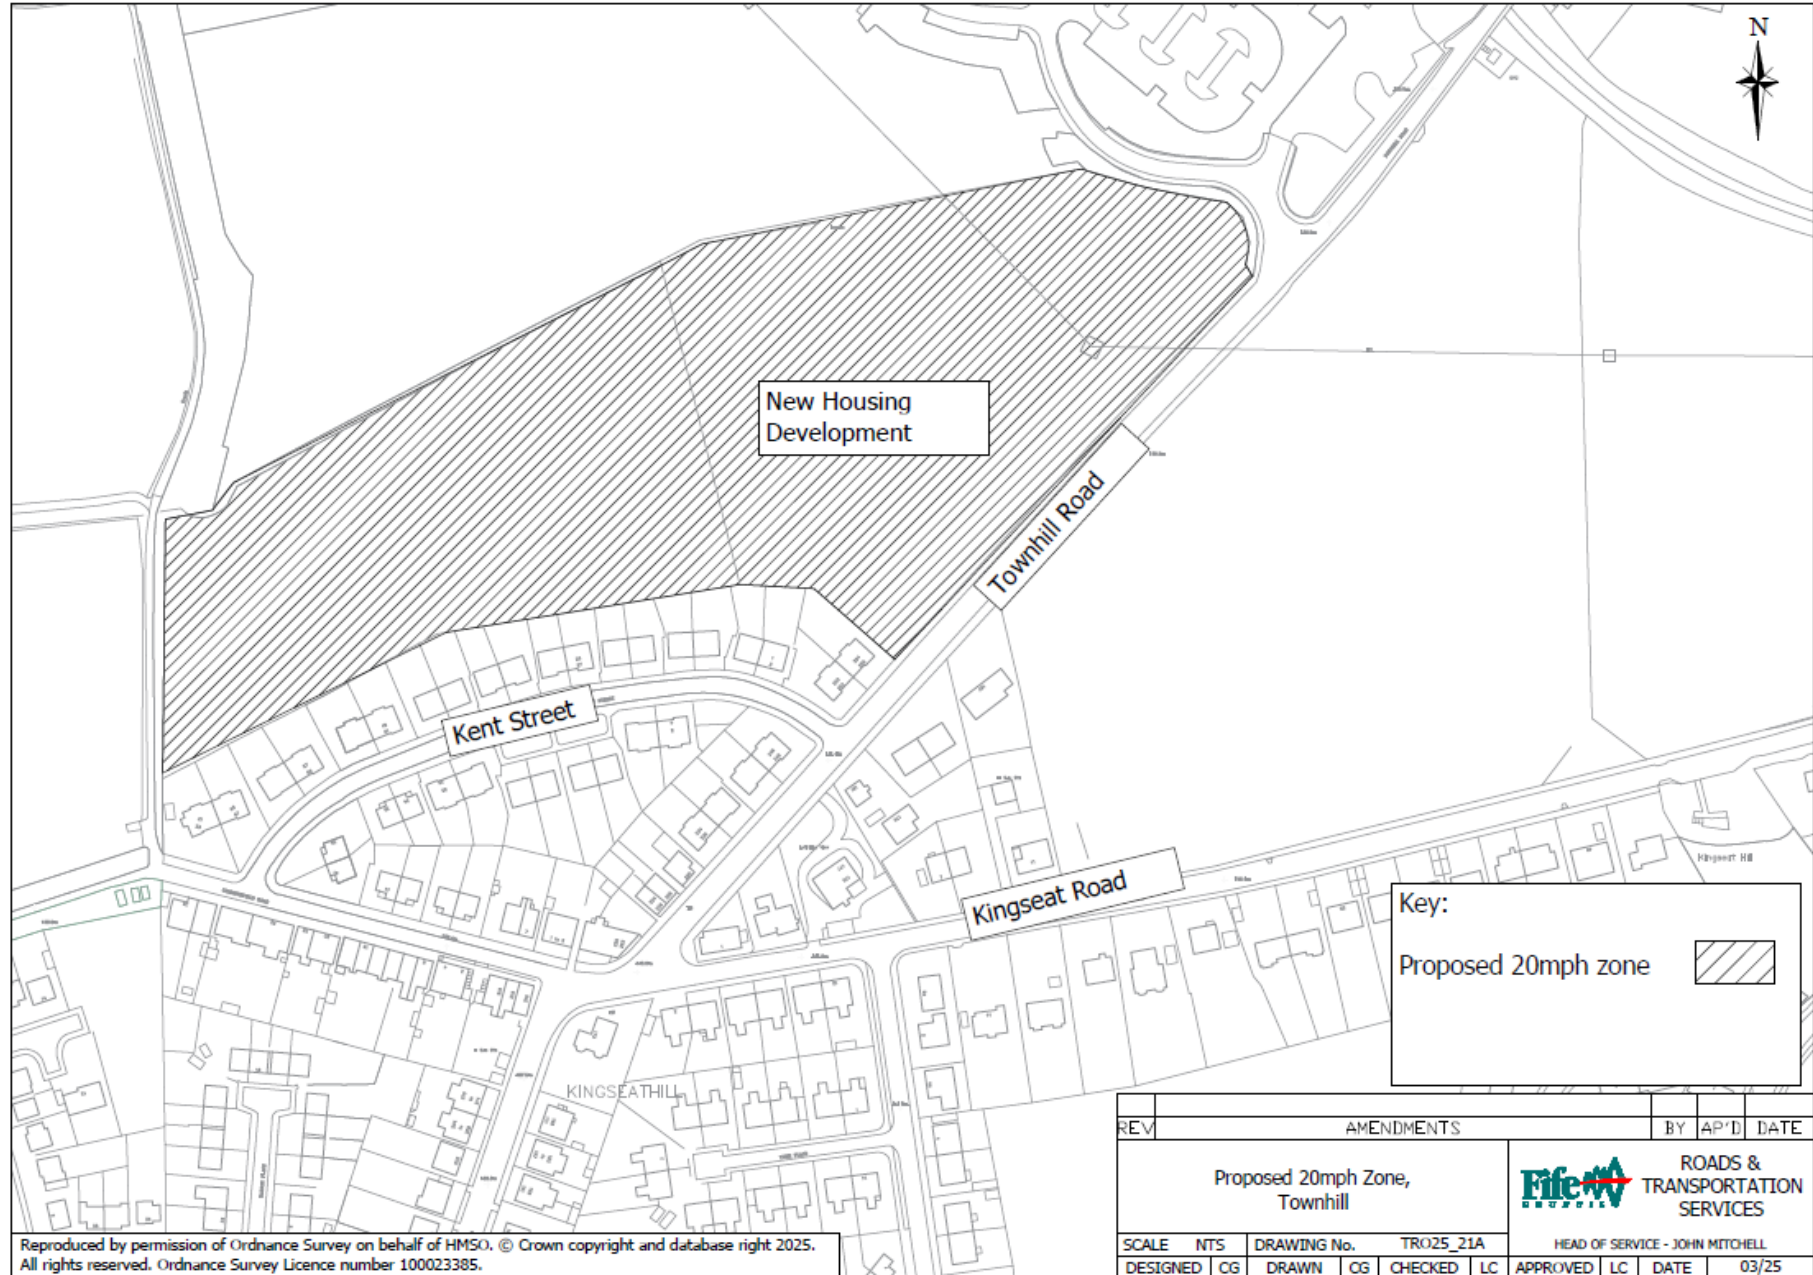 N
New Housing
Development
Townhill Road
Kent Street
Kingseat Road
Kingseat Hill
KINGSEATHILL
Key:
Proposed 20mph zone
REV AMENDMENTS BY AP'D DATE
Proposed 20mph Zone,
Townhill
Fife
COUNCIL
ROADS &
TRANSPORTATION
SERVICES
SCALE NTS DRAWING No. TRO25_21A HEAD OF SERVICE - JOHN MITCHELL
DESIGNED CG DRAWN CG CHECKED LC APPROVED LC DATE 03/25
Reproduced by permission of Ordnance Survey on behalf of HMSO. © Crown copyright and database right 2025.
All rights reserved. Ordnance Survey Licence number 100023385.